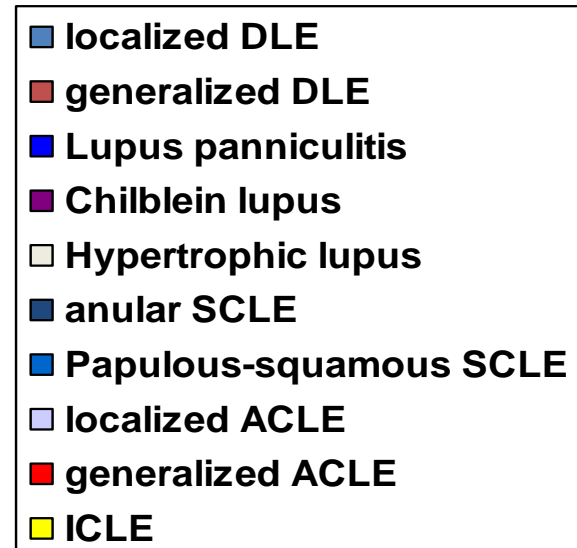 localized DLE
generalized DLE
Lupus panniculitis
Chilblein lupus
Hypertrophic lupus
anular SCLE
Papulous-squamous SCLE
localized ACLE
generalized ACLE
ICLE